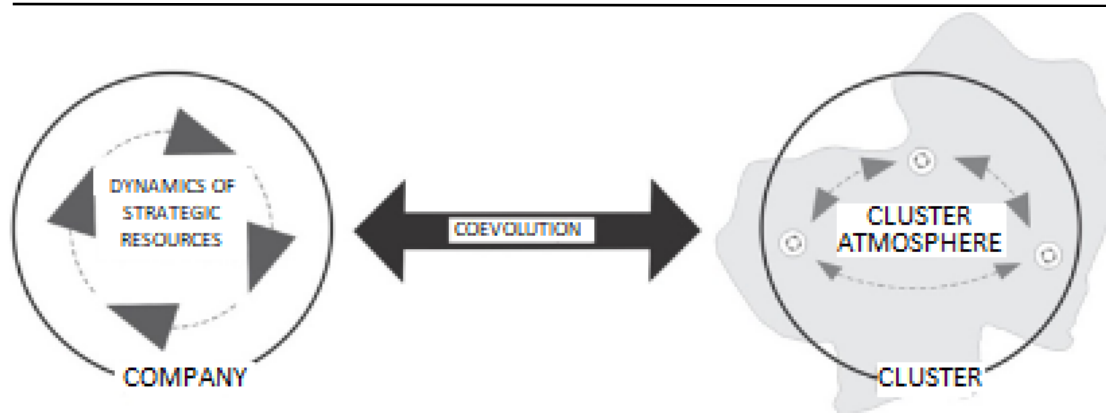 DYNAMICS OF
STRATEGIC
RESOURCES
COMPANY
COEVOLUTION
CLUSTER
ATMOSPHERE
CLUSTER